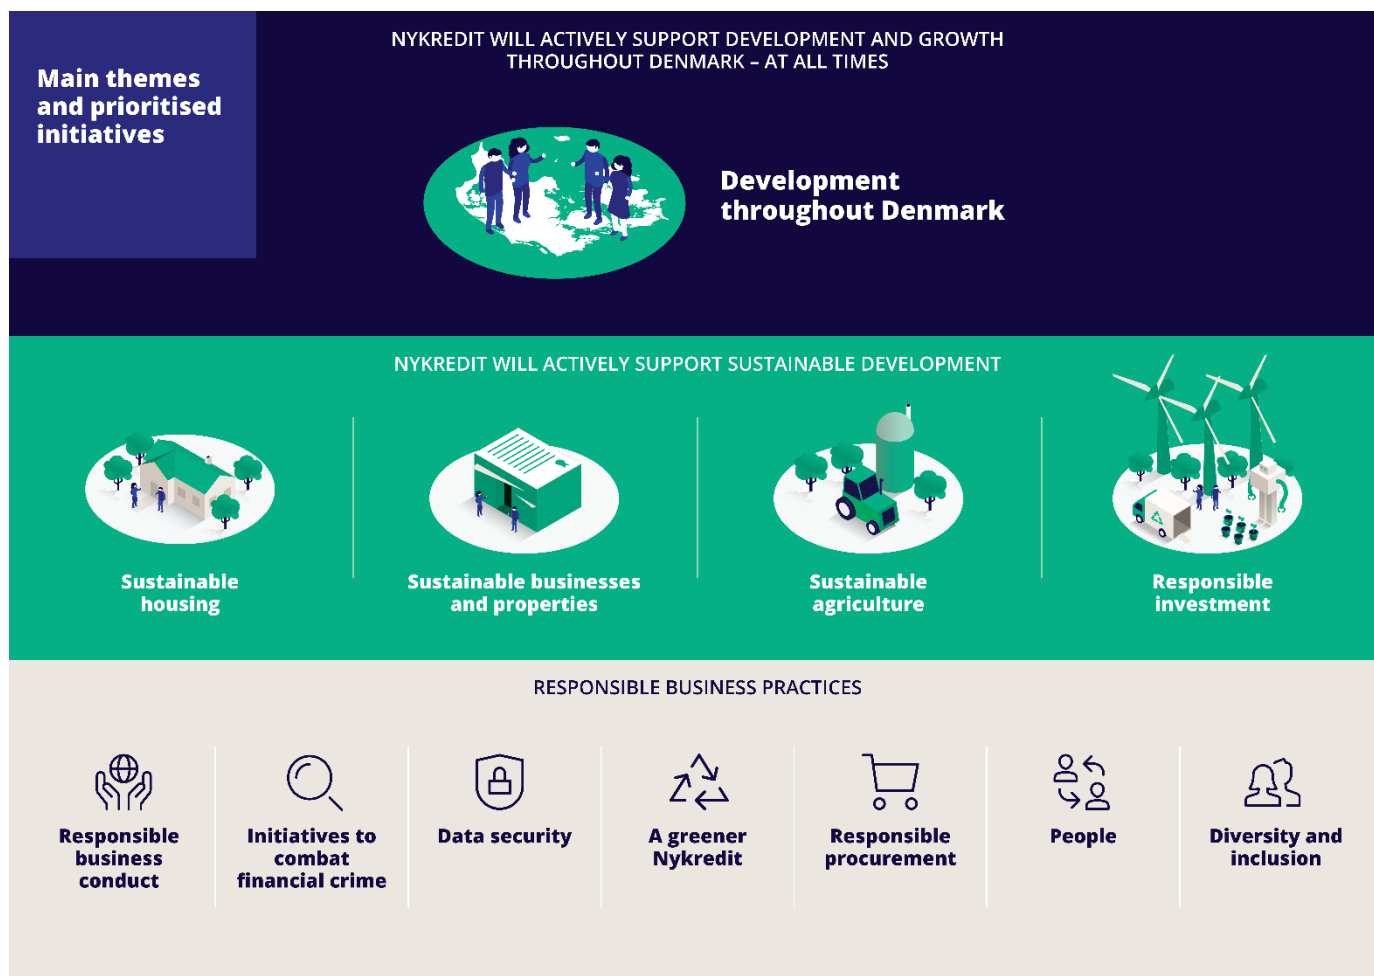 Main themes
and prioritised
initiatives
NYKREDIT WILL ACTIVELY SUPPORT DEVELOPMENT AND GROWTH
THROUGHOUT DENMARK – AT ALL TIMES
Development
throughout Denmark
NYKREDIT WILL ACTIVELY SUPPORT SUSTAINABLE DEVELOPMENT
Sustainable
housing
Sustainable businesses
and properties
Sustainable
agriculture
Responsible
investment
RESPONSIBLE BUSINESS PRACTICES
Responsible
business
conduct
Initiatives to
combat
financial crime
Data security
A greener
Nykredit
Responsible
procurement
People
Diversity and
inclusion